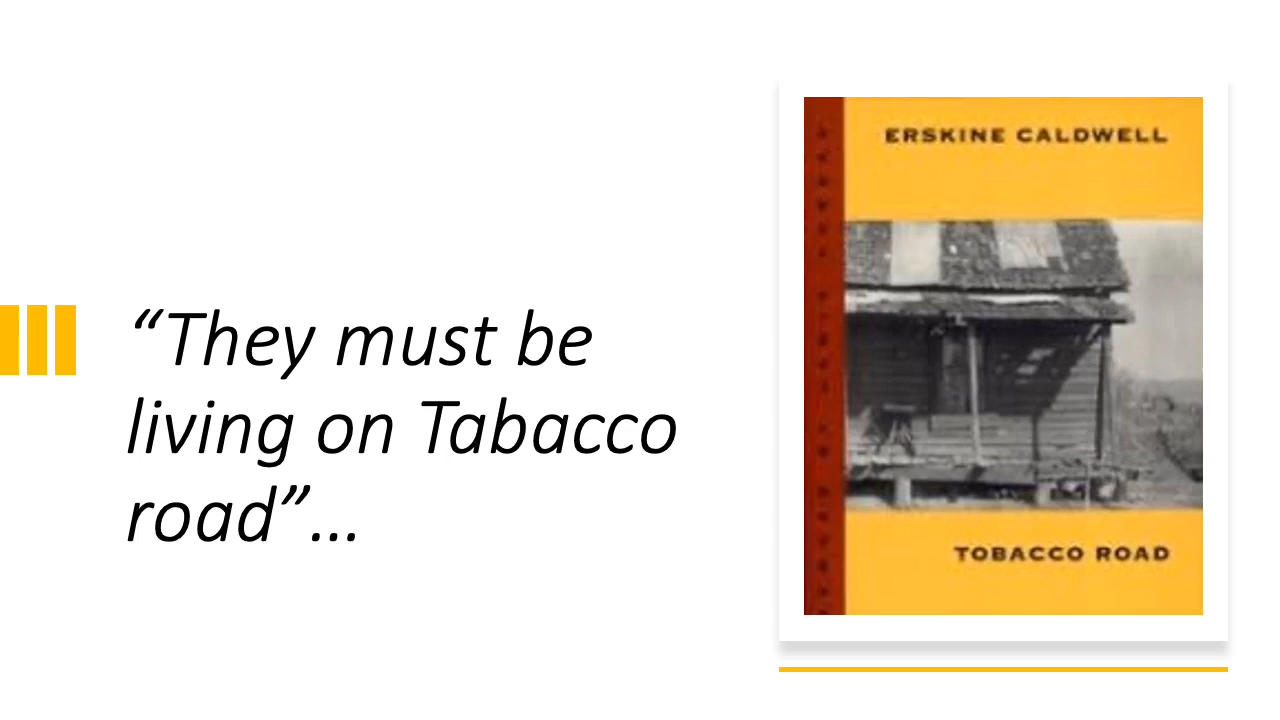 “They must be
living on Tabacco
road”...
ERSKINE CALDWELL
TOBACCO ROAD